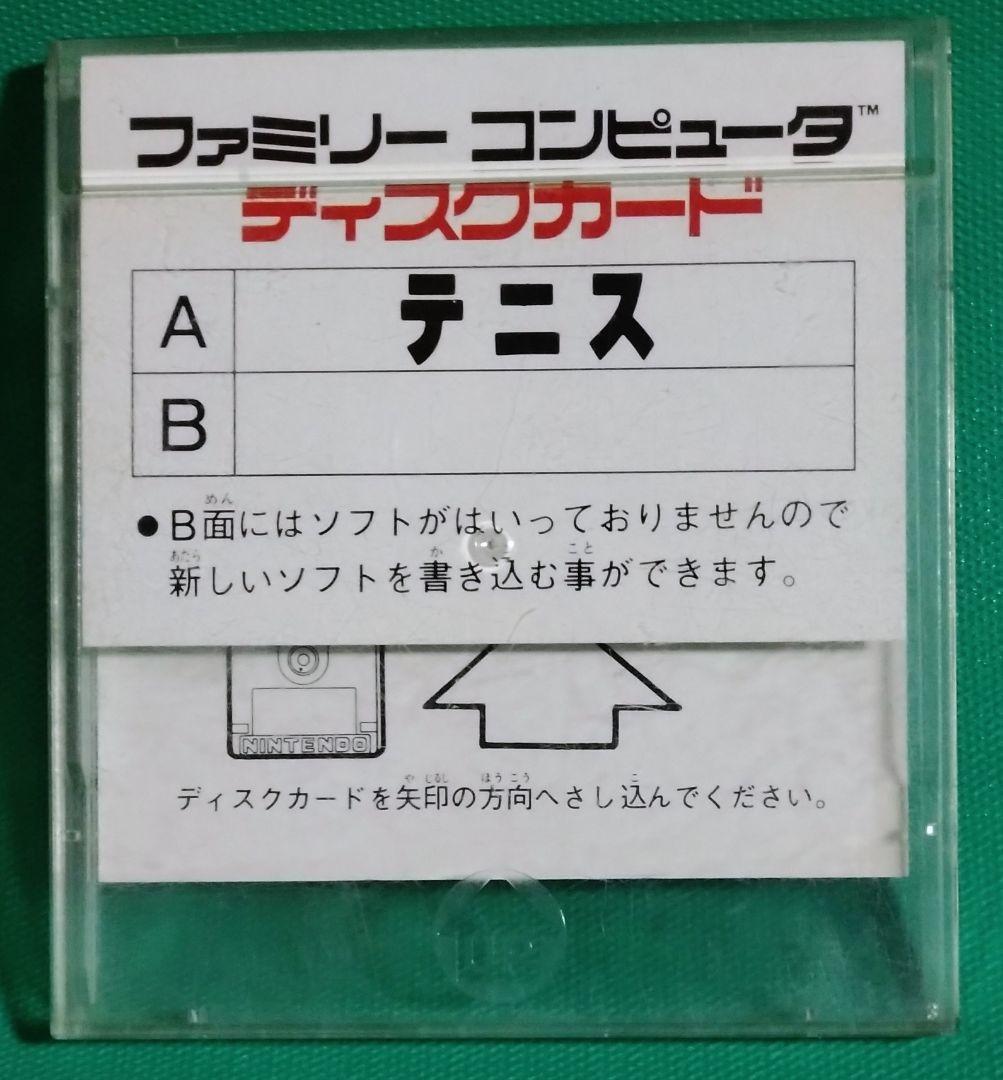 ファミリー コンピュータ™
ディスクカード
A テニス
B
めん
●B面にはソフトがはいっておりませんので
あたら か こと
新しいソフトを書き込む事ができます。
NINTENDO
や じるし ほう こう こ
ディスクカードを矢印の方向へさし込んでください。